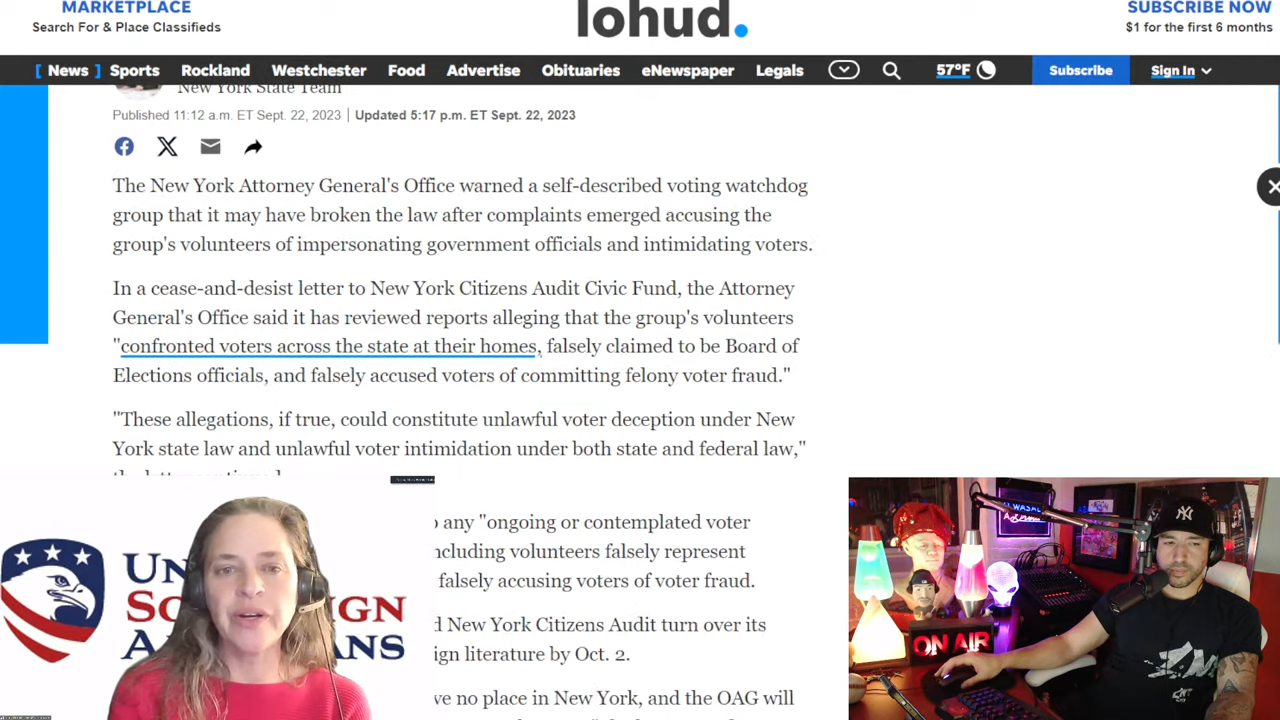 MARKETPLACE
Search For & Place Classifieds
lohud.
SUBSCRIBE NOW
$1 for the first 6 months
[ News ] Sports Rockland Westchester Food Advertise Obituaries eNewspaper Legals 57°F Subscribe Sign In
New York State Team
Published 11:12 a.m. ET Sept. 22, 2023 | Updated 5:17 p.m. ET Sept. 22, 2023
The New York Attorney General's Office warned a self-described voting watchdog
group that it may have broken the law after complaints emerged accusing the
group's volunteers of impersonating government officials and intimidating voters.
In a cease-and-desist letter to New York Citizens Audit Civic Fund, the Attorney
General's Office said it has reviewed reports alleging that the group's volunteers
"confronted voters across the state at their homes, falsely claimed to be Board of
Elections officials, and falsely accused voters of committing felony voter fraud."
"These allegations, if true, could constitute unlawful voter deception under New
York state law and unlawful voter intimidation under both state and federal law,"
any "ongoing or contemplated voter
ncluding volunteers falsely represent
falsely accusing voters of voter fraud.
d New York Citizens Audit turn over its
ign literature by Oct. 2.
ve no place in New York, and the OAG will
UN
SO IGN
A ANS
ON AIR
NY